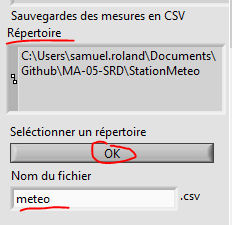 Sauvegardes des mesures en CSV
Répertoire
C:\Users\samuel.roland\Documents\
Github\MA-05-SRD\StationMeteo
Seléctionner un répertoire
OK
Nom du fichier
meteo .csv